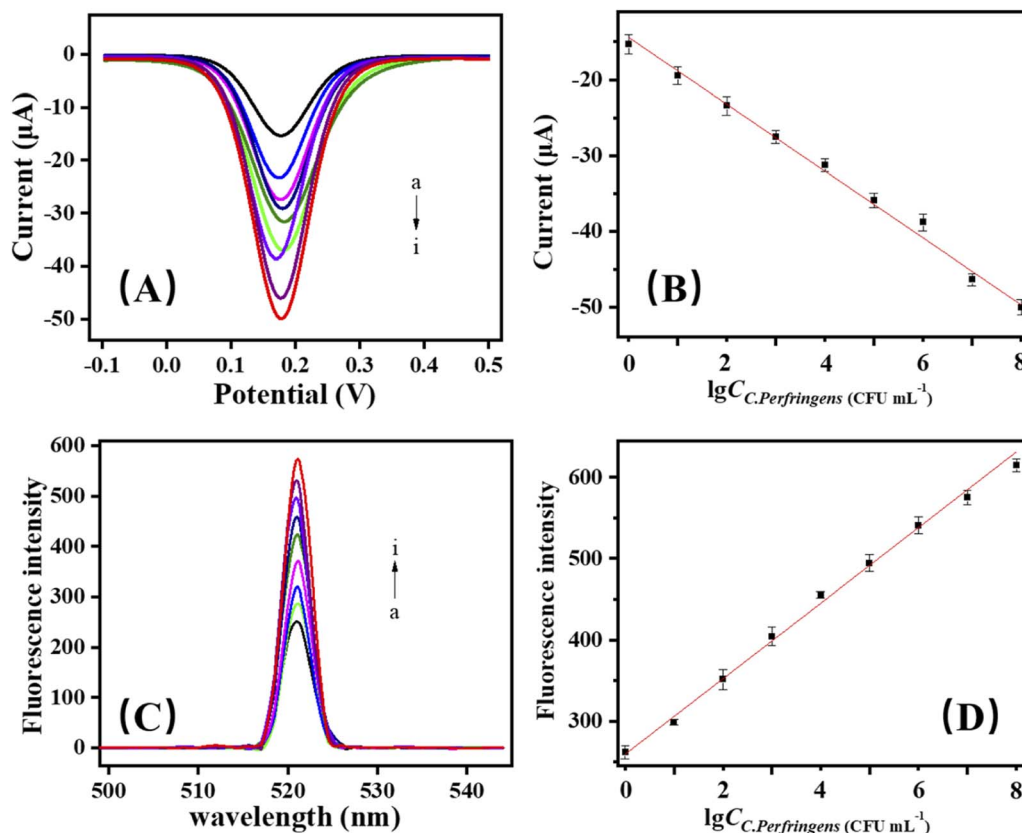 0
-10
-20
-30
-40
-50
Current (μA)
a
i
(A)
-0.1 0.0 0.1 0.2 0.3 0.4 0.5
Potential (V)
-20
-30
-40
-50
Current (μA)
(B)
0 2 4 6 8
lgC C.Perfringens (CFU mL-1)
600
500
400
300
200
100
0
Fluorescence intensity
i
a
(C)
500 510 520 530 540
wavelength (nm)
600
500
400
300
Fluorescence intensity
(D)
0 2 4 6 8
lgC C.Perfringens (CFU mL-1)